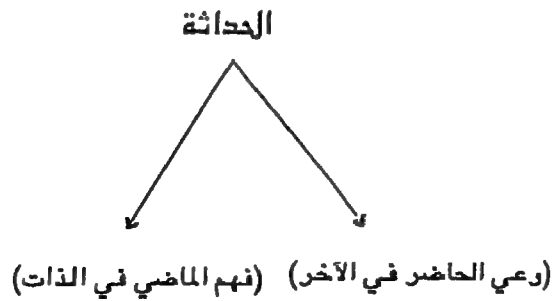 الحداثة
(وعي الحاضر في الآخر) (فهم الماضي في الذات)